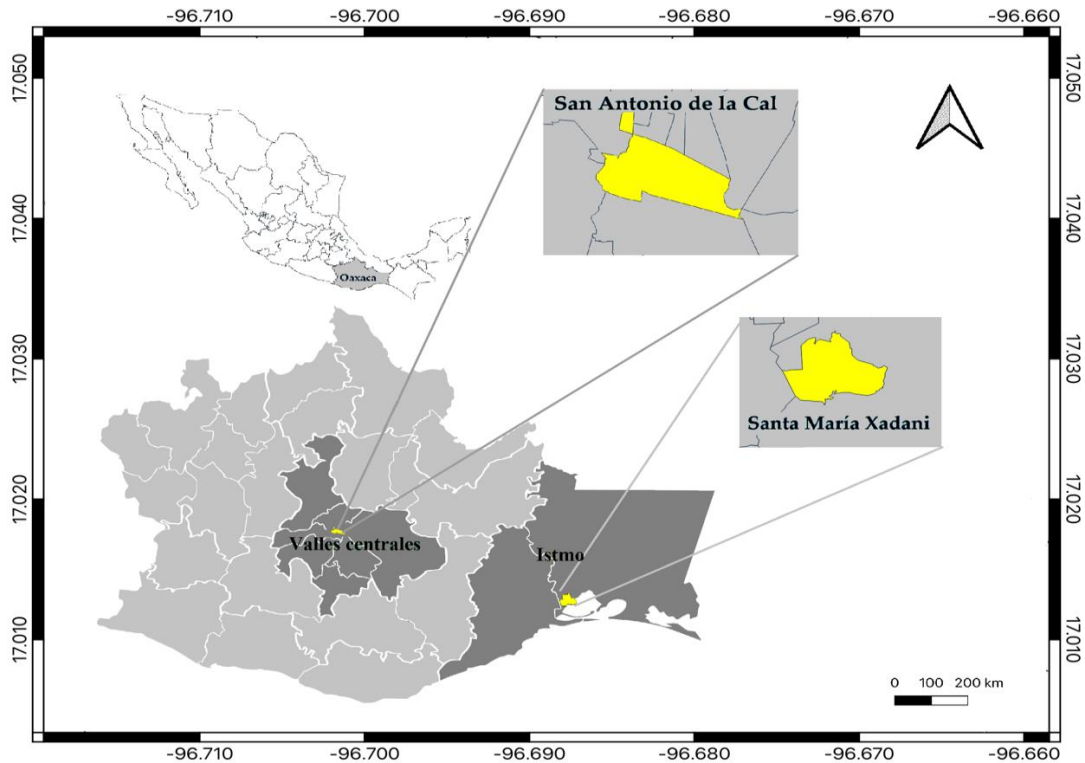 -96.710 -96.700 -96.690 -96.680 -96.670 -96.660
17.050 17.050
San Antonio de la Cal
17.040 17.040
Oaxaca
17.030 17.030
Santa María Xadani
17.020 17.020
Valles centrales
Istmo
17.010 17.010
0 100 200 km
-96.710 -96.700 -96.690 -96.680 -96.670 -96.660